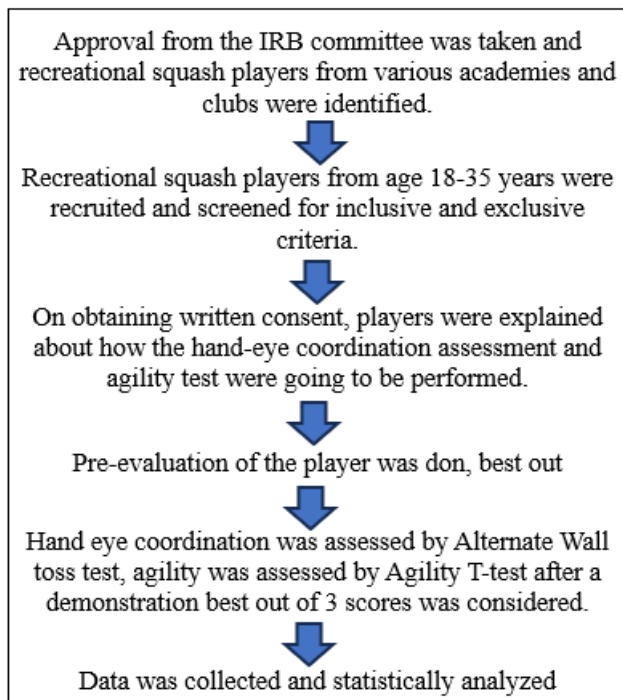 Approval from the IRB committee was taken and
recreational squash players from various academies and
clubs were identified.
Recreational squash players from age 18-35 years were
recruited and screened for inclusive and exclusive
criteria.
On obtaining written consent, players were explained
about how the hand-eye coordination assessment and
agility test were going to be performed.
Pre-evaluation of the player was don, best out
Hand eye coordination was assessed by Alternate Wall
toss test, agility was assessed by Agility T-test after a
demonstration best out of 3 scores was considered.
Data was collected and statistically analyzed